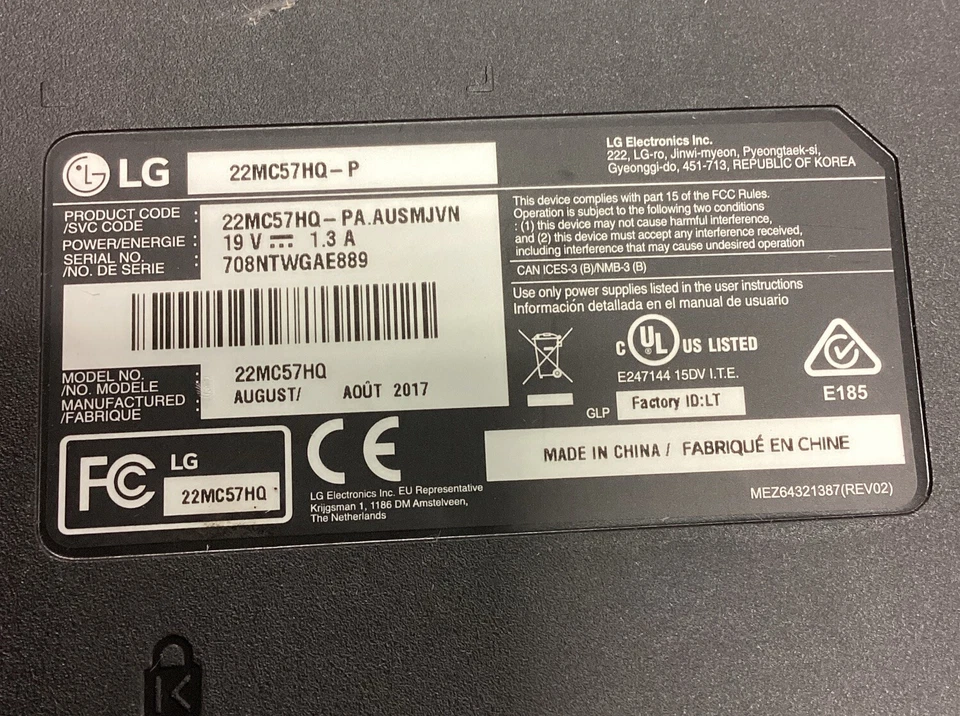 LG 22MC57HQ-P
LG Electronics Inc.
222, LG-ro, Jinwi-myeon, Pyeongtaek-si,
Gyeonggi-do, 451-713, REPUBLIC OF KOREA
PRODUCT CODE
/SVC CODE : 22MC57HQ-PA.AUSMJVN
POWER/ENERGIE : 19 V ⎓ 1.3 A
SERIAL NO.
/NO. DE SERIE : 708NTWGAE889
MODEL NO.
/NO. MODELE : 22MC57HQ
MANUFACTURED
/FABRIQUÉ : AUGUST/ AOÛT 2017
This device complies with part 15 of the FCC Rules.
Operation is subject to the following two conditions
: (1) this device may not cause harmful interference,
and (2) this device must accept any interference received,
including interference that may cause undesired operation
CAN ICES-3 (B)/NMB-3 (B)
Use only power supplies listed in the user instructions
Información detallada en el manual de usuario
C UL US LISTED
E247144 15DV I.T.E.
E185
GLP Factory ID:LT
FC LG
22MC57HQ
CE
LG Electronics Inc. EU Representative
Krijgsman 1, 1186 DM Amstelveen,
The Netherlands
MADE IN CHINA / FABRIQUÉ EN CHINE
MEZ64321387(REV02)
K